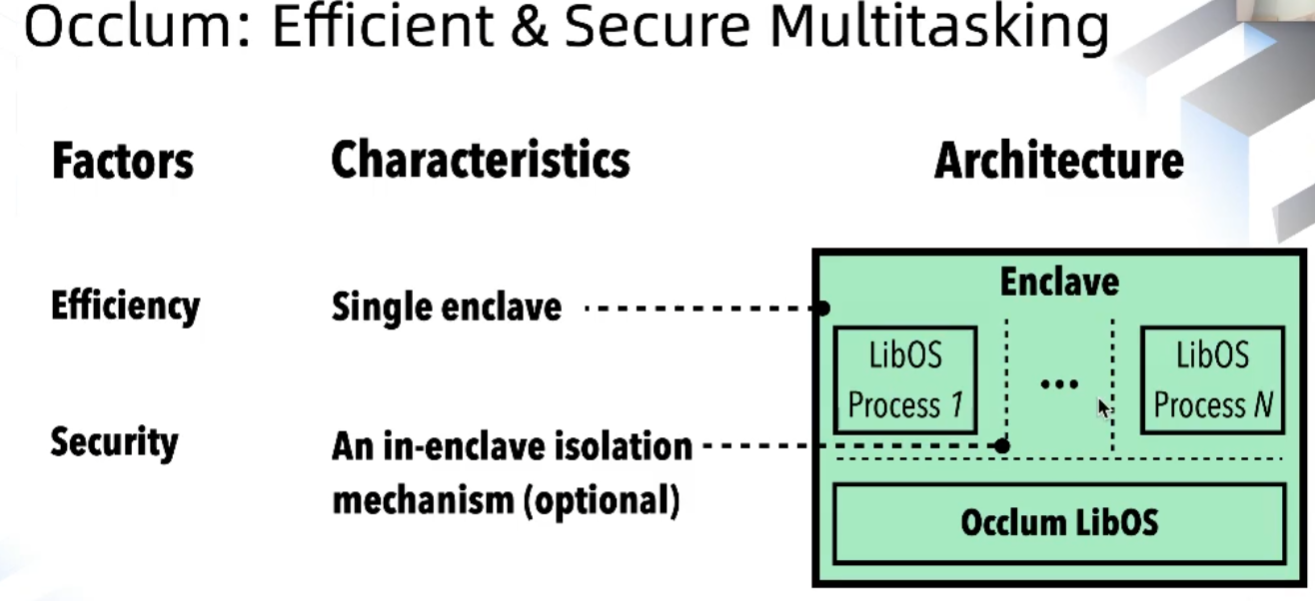 Occlum: Efficient & Secure Multitasking
Factors
Characteristics
Architecture
Efficiency
Single enclave
Security
An in-enclave isolation
mechanism (optional)
Enclave
LibOS
Process 1
...
LibOS
Process N
Occlum LibOS